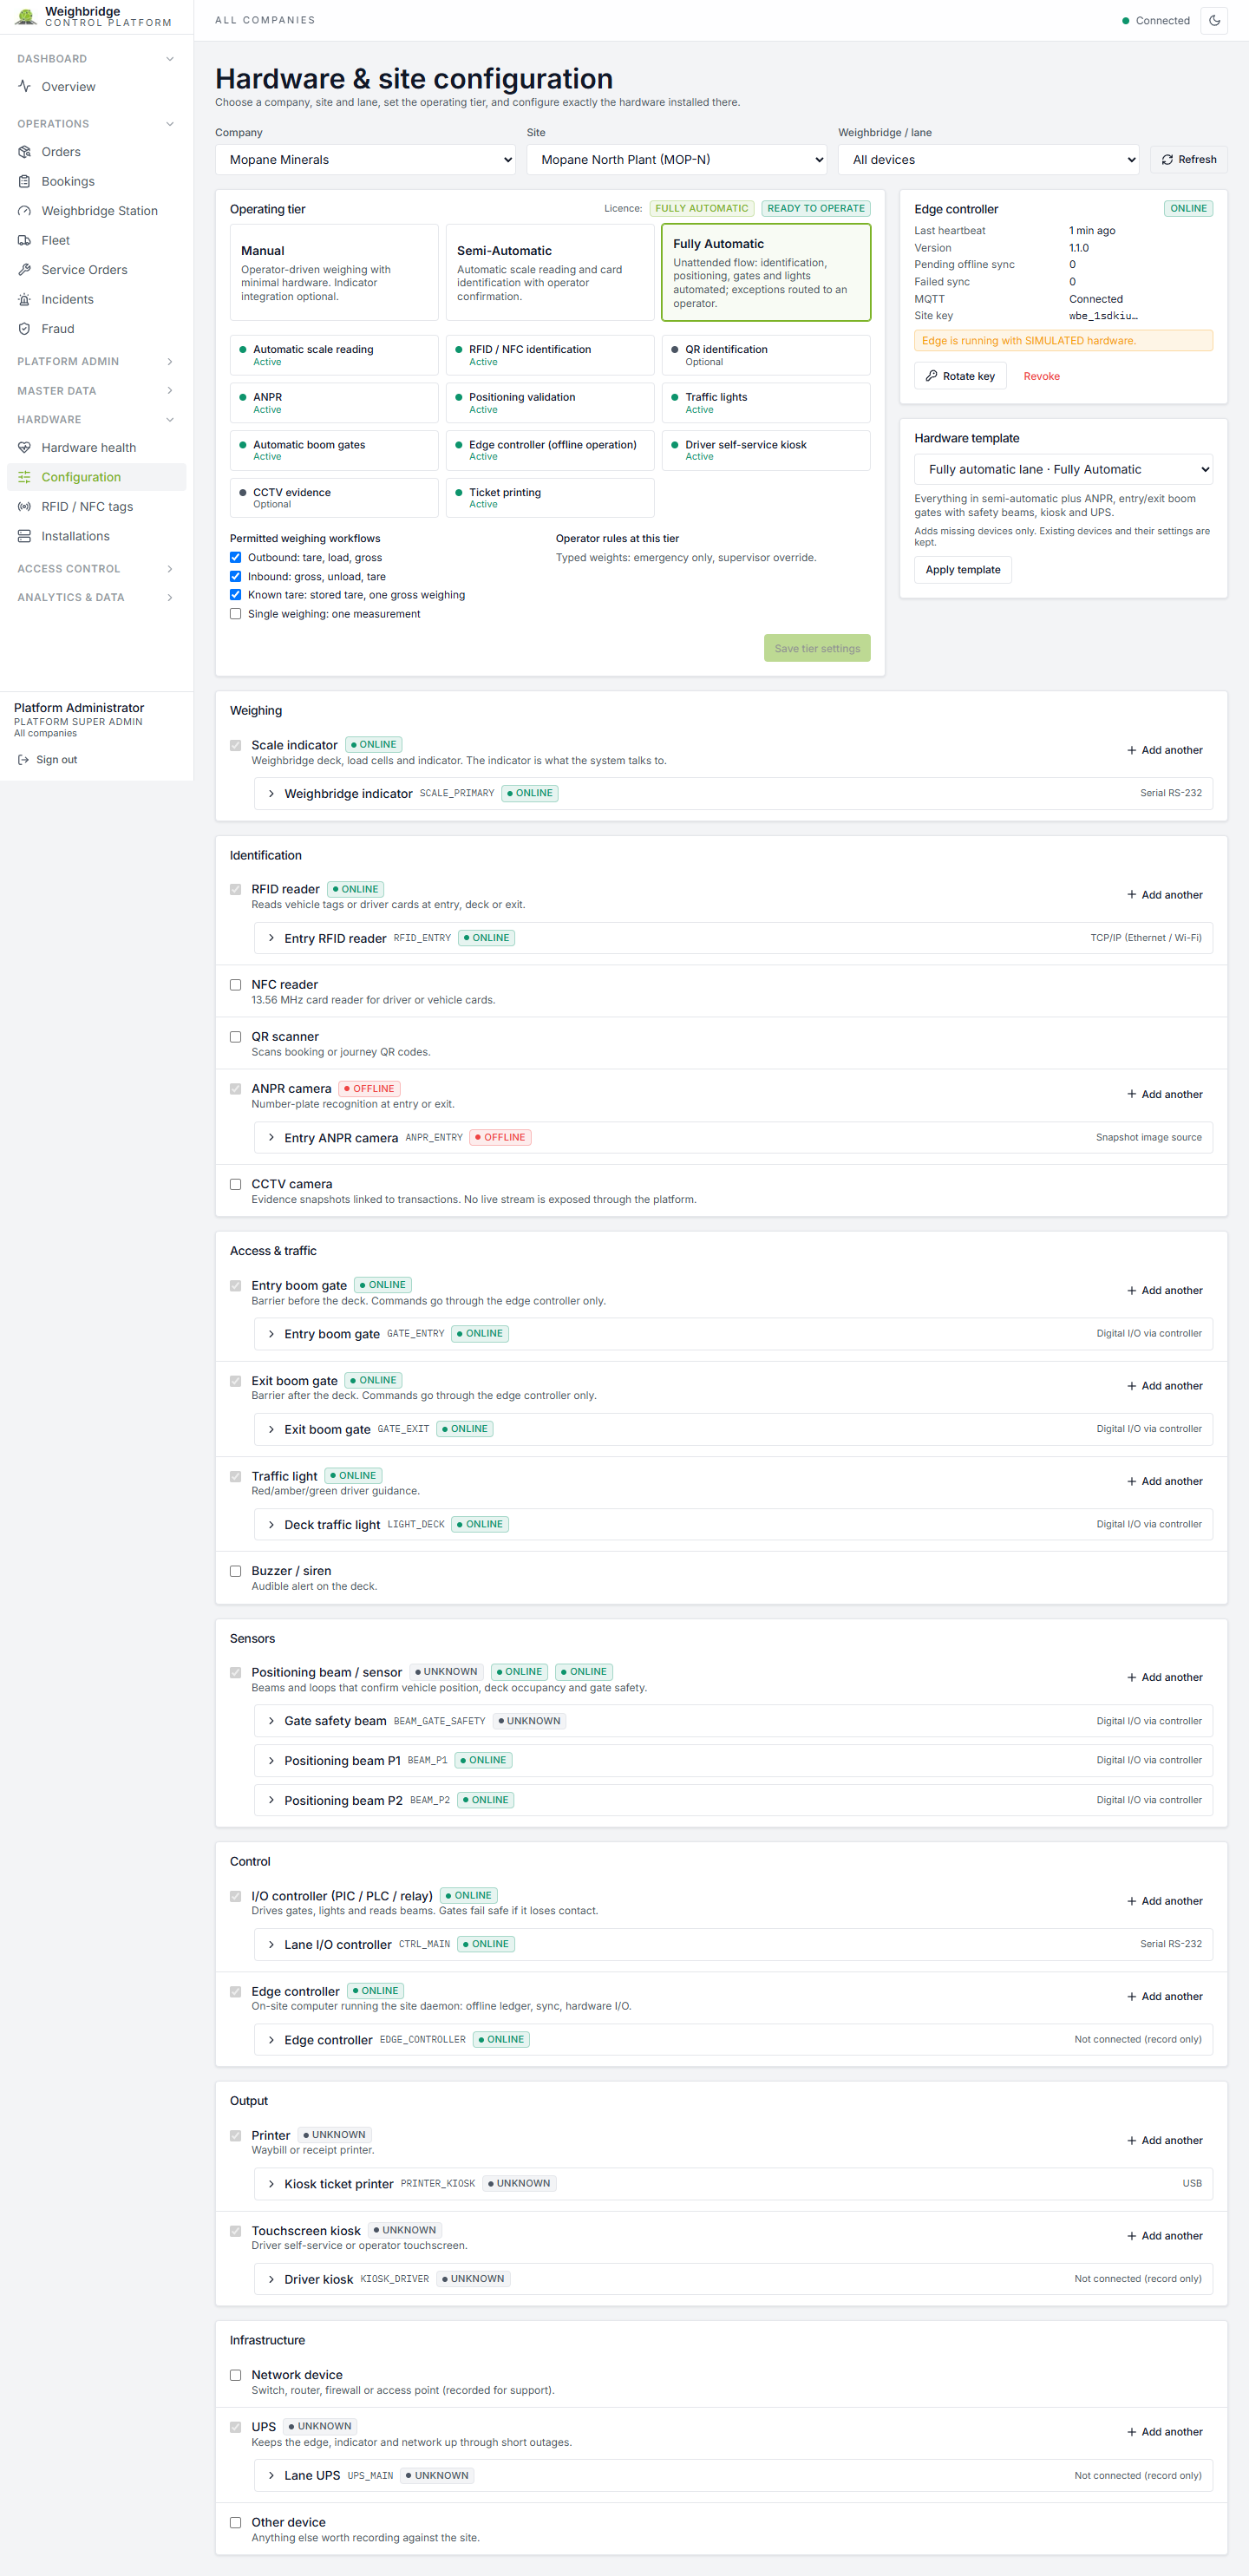 Weighbridge
CONTROL PLATFORM
DASHBOARD
Overview
OPERATIONS
Orders
Bookings
Weighbridge Station
Fleet
Service Orders
Incidents
Fraud
PLATFORM ADMIN
MASTER DATA
HARDWARE
Hardware health
Configuration
RFID / NFC tags
Installations
ACCESS CONTROL
ANALYTICS & DATA
Platform Administrator
PLATFORM SUPER ADMIN
All companies
Sign out
ALL COMPANIES
Connected
Hardware & site configuration
Choose a company, site and lane, set the operating tier, and configure exactly the hardware installed there.
Company
Mopane Minerals
Site
Mopane North Plant (MOP-N)
Weighbridge / lane
All devices
Refresh
Operating tier
Licence: FULLY AUTOMATIC READY TO OPERATE
Manual
Operator-driven weighing with
minimal hardware. Indicator
integration optional.
Semi-Automatic
Automatic scale reading and card
identification with operator
confirmation.
Fully Automatic
Unattended flow: identification,
positioning, gates and lights
automated; exceptions routed to an
operator.
Automatic scale reading
Active
RFID / NFC identification
Active
QR identification
Optional
ANPR
Active
Positioning validation
Active
Traffic lights
Active
Automatic boom gates
Active
Edge controller (offline operation)
Active
Driver self-service kiosk
Active
CCTV evidence
Optional
Ticket printing
Active
Permitted weighing workflows
Outbound: tare, load, gross
Inbound: gross, unload, tare
Known tare: stored tare, one gross weighing
Single weighing: one measurement
Operator rules at this tier
Typed weights: emergency only, supervisor override.
Save tier settings
Edge controller ONLINE
Last heartbeat 1 min ago
Version 1.1.0
Pending offline sync 0
Failed sync 0
MQTT Connected
Site key wbe_1sdkiu…
Edge is running with SIMULATED hardware.
Rotate key Revoke
Hardware template
Fully automatic lane · Fully Automatic
Everything in semi-automatic plus ANPR, entry/exit boom
gates with safety beams, kiosk and UPS.
Adds missing devices only. Existing devices and their settings are
kept.
Apply template
Weighing
Scale indicator ONLINE
Weighbridge deck, load cells and indicator. The indicator is what the system talks to.
Add another
Weighbridge indicator SCALE_PRIMARY ONLINE Serial RS-232
Identification
RFID reader ONLINE
Reads vehicle tags or driver cards at entry, deck or exit.
Add another
Entry RFID reader RFID_ENTRY ONLINE TCP/IP (Ethernet / Wi-Fi)
NFC reader
13.56 MHz card reader for driver or vehicle cards.
QR scanner
Scans booking or journey QR codes.
ANPR camera OFFLINE
Number-plate recognition at entry or exit.
Add another
Entry ANPR camera ANPR_ENTRY OFFLINE Snapshot image source
CCTV camera
Evidence snapshots linked to transactions. No live stream is exposed through the platform.
Access & traffic
Entry boom gate ONLINE
Barrier before the deck. Commands go through the edge controller only.
Add another
Entry boom gate GATE_ENTRY ONLINE Digital I/O via controller
Exit boom gate ONLINE
Barrier after the deck. Commands go through the edge controller only.
Add another
Exit boom gate GATE_EXIT ONLINE Digital I/O via controller
Traffic light ONLINE
Red/amber/green driver guidance.
Add another
Deck traffic light LIGHT_DECK ONLINE Digital I/O via controller
Buzzer / siren
Audible alert on the deck.
Sensors
Positioning beam / sensor UNKNOWN ONLINE ONLINE
Beams and loops that confirm vehicle position, deck occupancy and gate safety.
Add another
Gate safety beam BEAM_GATE_SAFETY UNKNOWN Digital I/O via controller
Positioning beam P1 BEAM_P1 ONLINE Digital I/O via controller
Positioning beam P2 BEAM_P2 ONLINE Digital I/O via controller
Control
I/O controller (PIC / PLC / relay) ONLINE
Drives gates, lights and reads beams. Gates fail safe if it loses contact.
Add another
Lane I/O controller CTRL_MAIN ONLINE Serial RS-232
Edge controller ONLINE
On-site computer running the site daemon: offline ledger, sync, hardware I/O.
Add another
Edge controller EDGE_CONTROLLER ONLINE Not connected (record only)
Output
Printer UNKNOWN
Waybill or receipt printer.
Add another
Kiosk ticket printer PRINTER_KIOSK UNKNOWN USB
Touchscreen kiosk UNKNOWN
Driver self-service or operator touchscreen.
Add another
Driver kiosk KIOSK_DRIVER UNKNOWN Not connected (record only)
Infrastructure
Network device
Switch, router, firewall or access point (recorded for support).
UPS UNKNOWN
Keeps the edge, indicator and network up through short outages.
Add another
Lane UPS UPS_MAIN UNKNOWN Not connected (record only)
Other device
Anything else worth recording against the site.